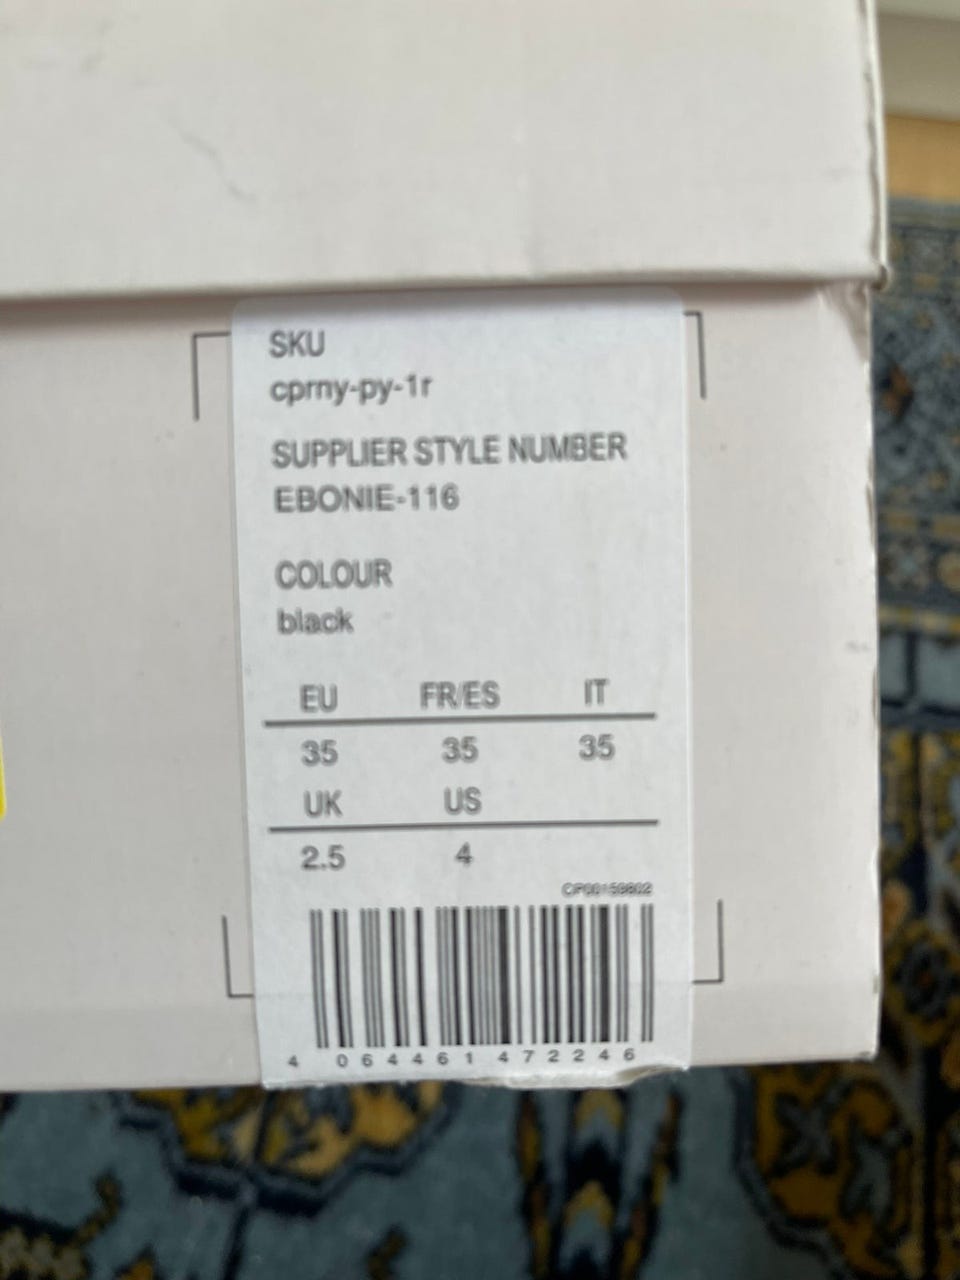 SKU
cprny-py-1r
SUPPLIER STYLE NUMBER
EBONIE-116
COLOUR
black
EU FR/ES IT
35 35 35
UK US
2.5 4
4 064461 472246